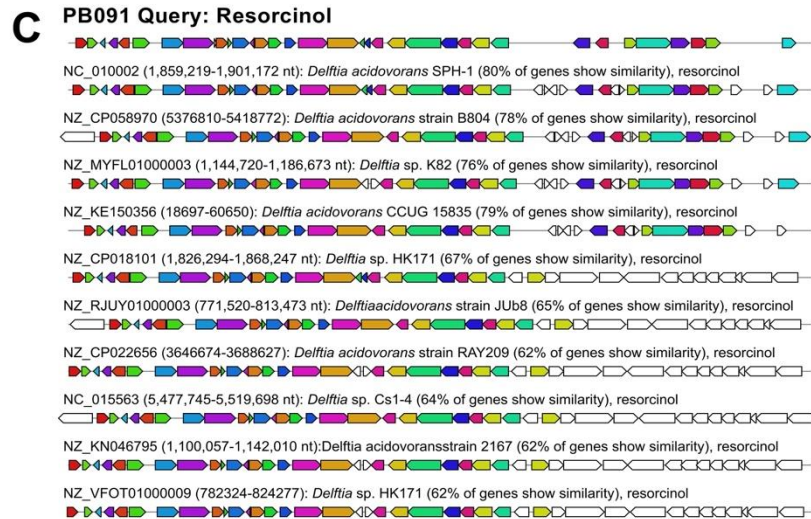 C
PB091 Query: Resorcinol
NC_010002 (1,859,219-1,901,172 nt): Delftia acidovorans SPH-1 (80% of genes show similarity), resorcinol
NZ_CP058970 (5376810-5418772): Delftia acidovorans strain B804 (78% of genes show similarity), resorcinol
NZ_MYFL01000003 (1,144,720-1,186,673 nt): Delftia sp. K82 (76% of genes show similarity), resorcinol
NZ_KE150356 (18697-60650): Delftia acidovorans CCUG 15835 (79% of genes show similarity), resorcinol
NZ_CP018101 (1,826,294-1,868,247 nt): Delftia sp. HK171 (67% of genes show similarity), resorcinol
NZ_RJUY01000003 (771,520-813,473 nt): Delftiaacidovorans strain JUb8 (65% of genes show similarity), resorcinol
NZ_CP022656 (3646674-3688627): Delftia acidovorans strain RAY209 (62% of genes show similarity), resorcinol
NC_015563 (5,477,745-5,519,698 nt): Delftia sp. Cs1-4 (64% of genes show similarity), resorcinol
NZ_KN046795 (1,100,057-1,142,010 nt):Delftia acidovoransstrain 2167 (62% of genes show similarity), resorcinol
NZ_VFOT01000009 (782324-824277): Delftia sp. HK171 (62% of genes show similarity), resorcinol